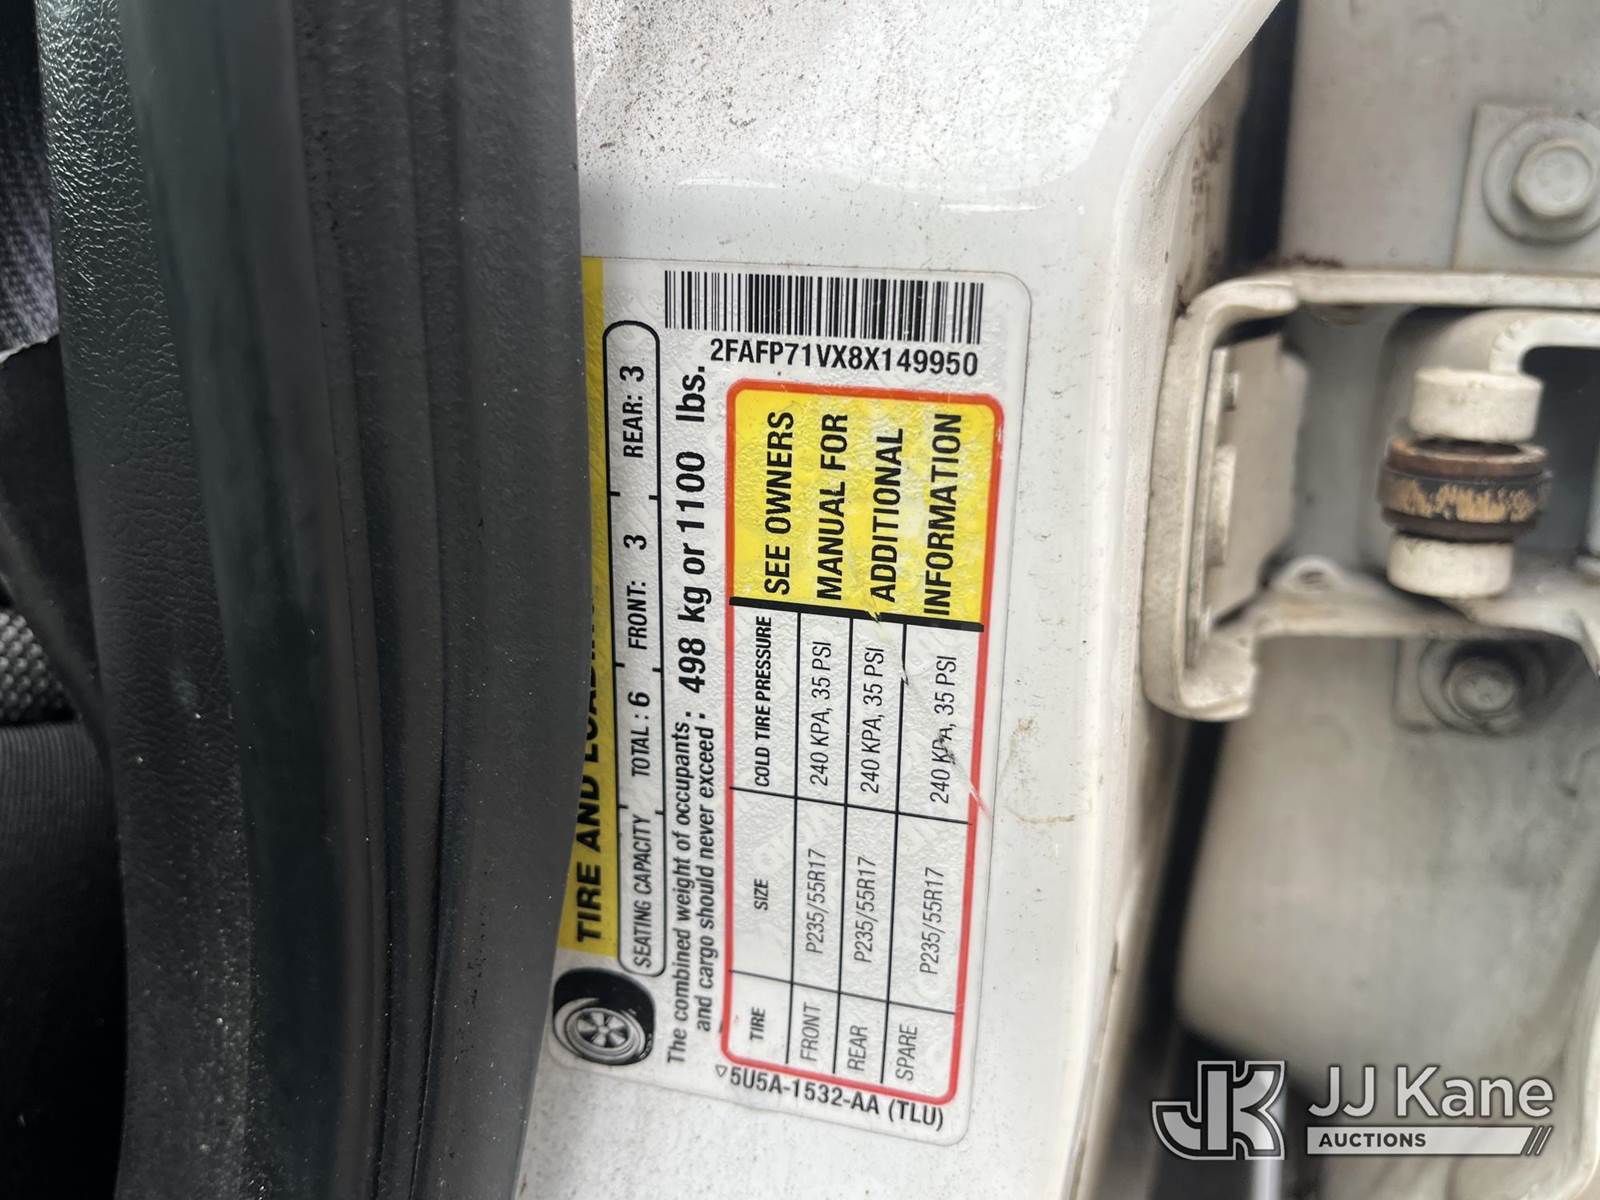 TIRE AND
SEATING CAPACITY TOTAL : 6 FRONT: 3 REAR: 3
The combined weight of occupants and cargo should never exceed : 498 kg or 1100 lbs.
2FAFP71VX8X149950
TIRE SIZE COLD TIRE PRESSURE
FRONT P235/55R17 240 KPA, 35 PSI
REAR P235/55R17 240 KPA, 35 PSI
SPARE P235/55R17 240 KPA, 35 PSI
SEE OWNERS
MANUAL FOR
ADDITIONAL
INFORMATION
5U5A-1532-AA (TLU)
JK JJ Kane
AUCTIONS